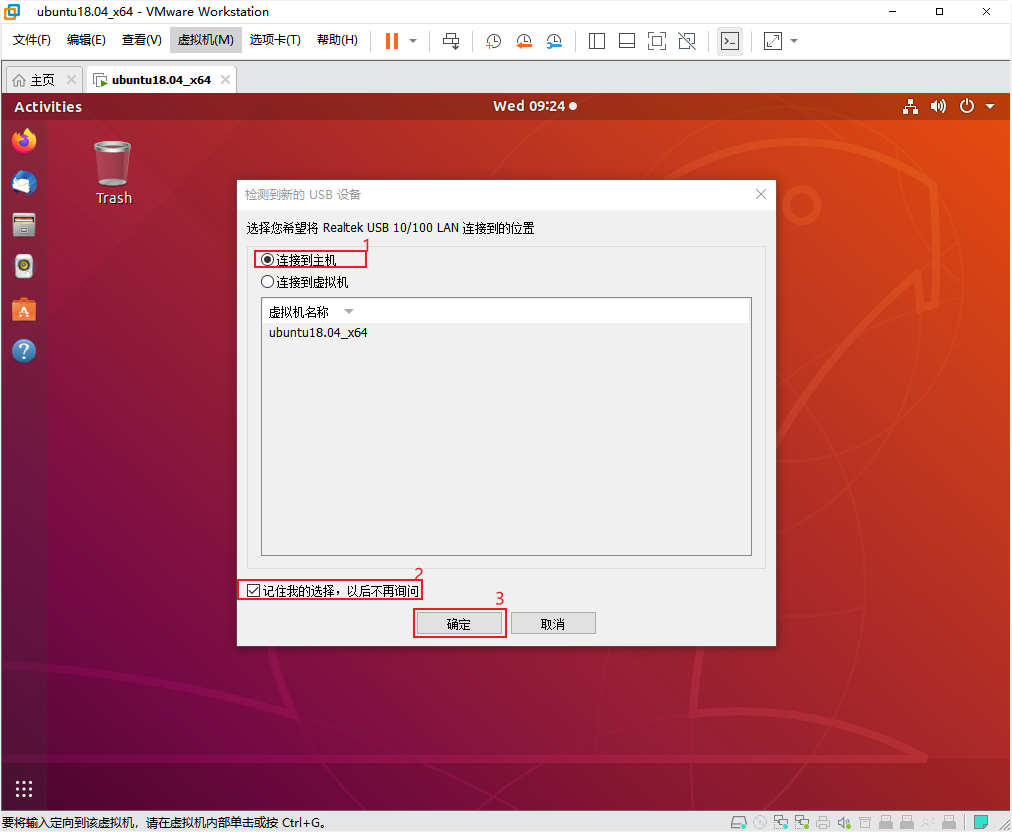 ubuntu18.04_x64 - VMware Workstation
文件(F) 编辑(E) 查看(V) 虚拟机(M) 选项卡(T) 帮助(H)
主页 ubuntu18.04_x64
Activities Wed 09:24
Trash
检测到新的 USB 设备
选择您希望将 Realtek USB 10/100 LAN 连接到的位置
1
连接到主机
连接到虚拟机
虚拟机名称
ubuntu18.04_x64
2
记住我的选择，以后不再询问
3
确定 取消
要将输入定向到该虚拟机，请在虚拟机内部单击或按 Ctrl+G。